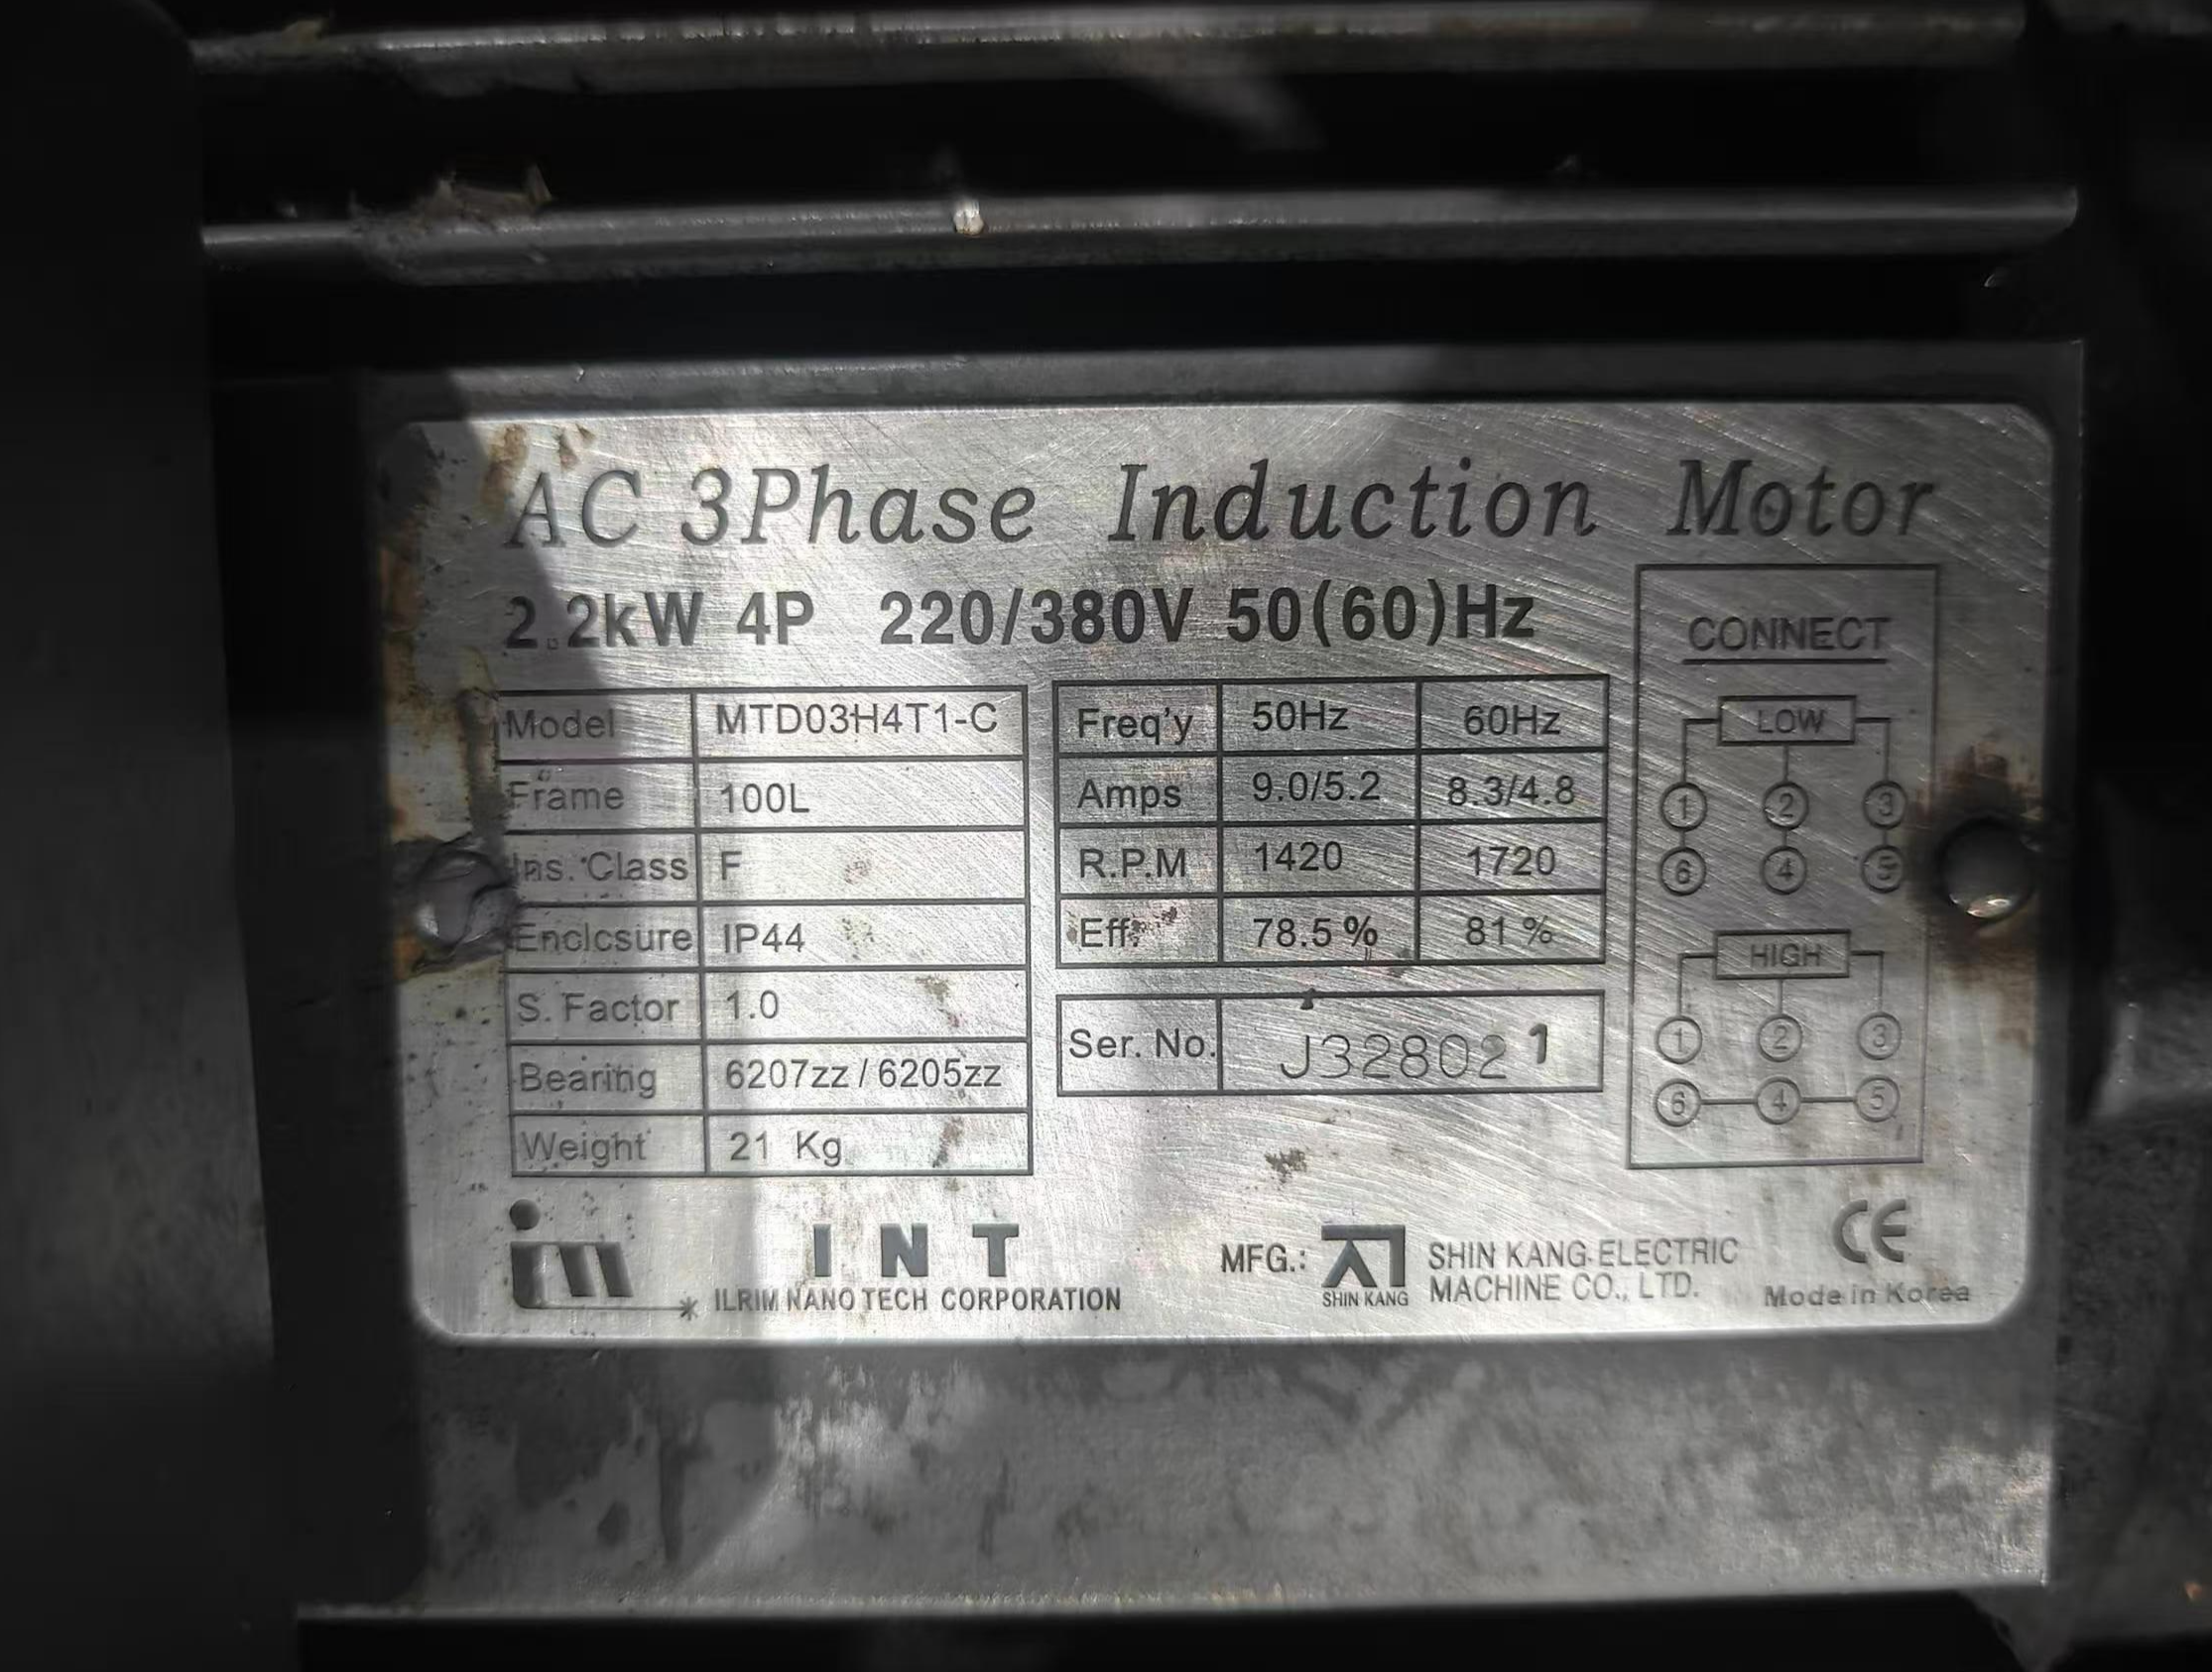 AC 3Phase Induction Motor
2.2kW 4P 220/380V 50(60)Hz
Model MTD03H4T1-C
Frame 100L
Ins. Class F
Enclcsure IP44
S. Factor 1.0
Bearing 6207zz / 6205zz
Weight 21 Kg
Freq'y 50Hz 60Hz
Amps 9.0/5.2 8.3/4.8
R.P.M 1420 1720
Eff. 78.5% 81%
Ser. No. J328021
CONNECT
LOW
1 2 3
6 4 5
HIGH
1 2 3
6 4 5
in
INT
ILRIM NANO TECH CORPORATION
MFG.:
SHIN KANG
SHIN KANG ELECTRIC
MACHINE CO., LTD.
CE
Made in Korea